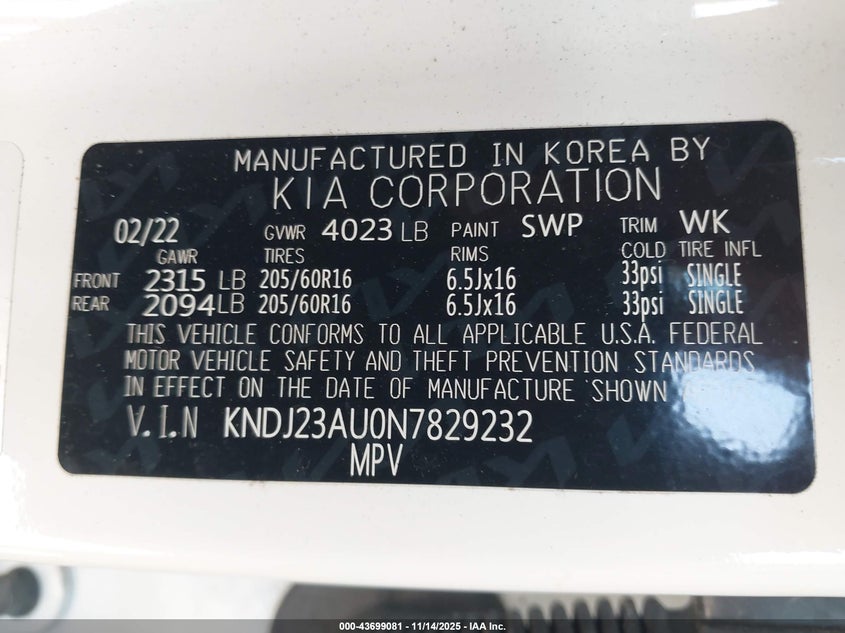 MANUFACTURED IN KOREA BY
KIA CORPORATION
02/22 GVWR 4023 LB PAINT SWP TRIM WK
GAWR TIRES RIMS COLD TIRE INFL
FRONT 2315 LB 205/60R16 6.5Jx16 33psi SINGLE
REAR 2094 LB 205/60R16 6.5Jx16 33psi SINGLE
THIS VEHICLE CONFORMS TO ALL APPLICABLE U.S.A. FEDERAL
MOTOR VEHICLE SAFETY AND THEFT PREVENTION STANDARDS
IN EFFECT ON THE DATE OF MANUFACTURE SHOWN
V.I.N KNDJ23AU0N7829232
MPV
000-43699081 - 11/14/2025 - IAA Inc.